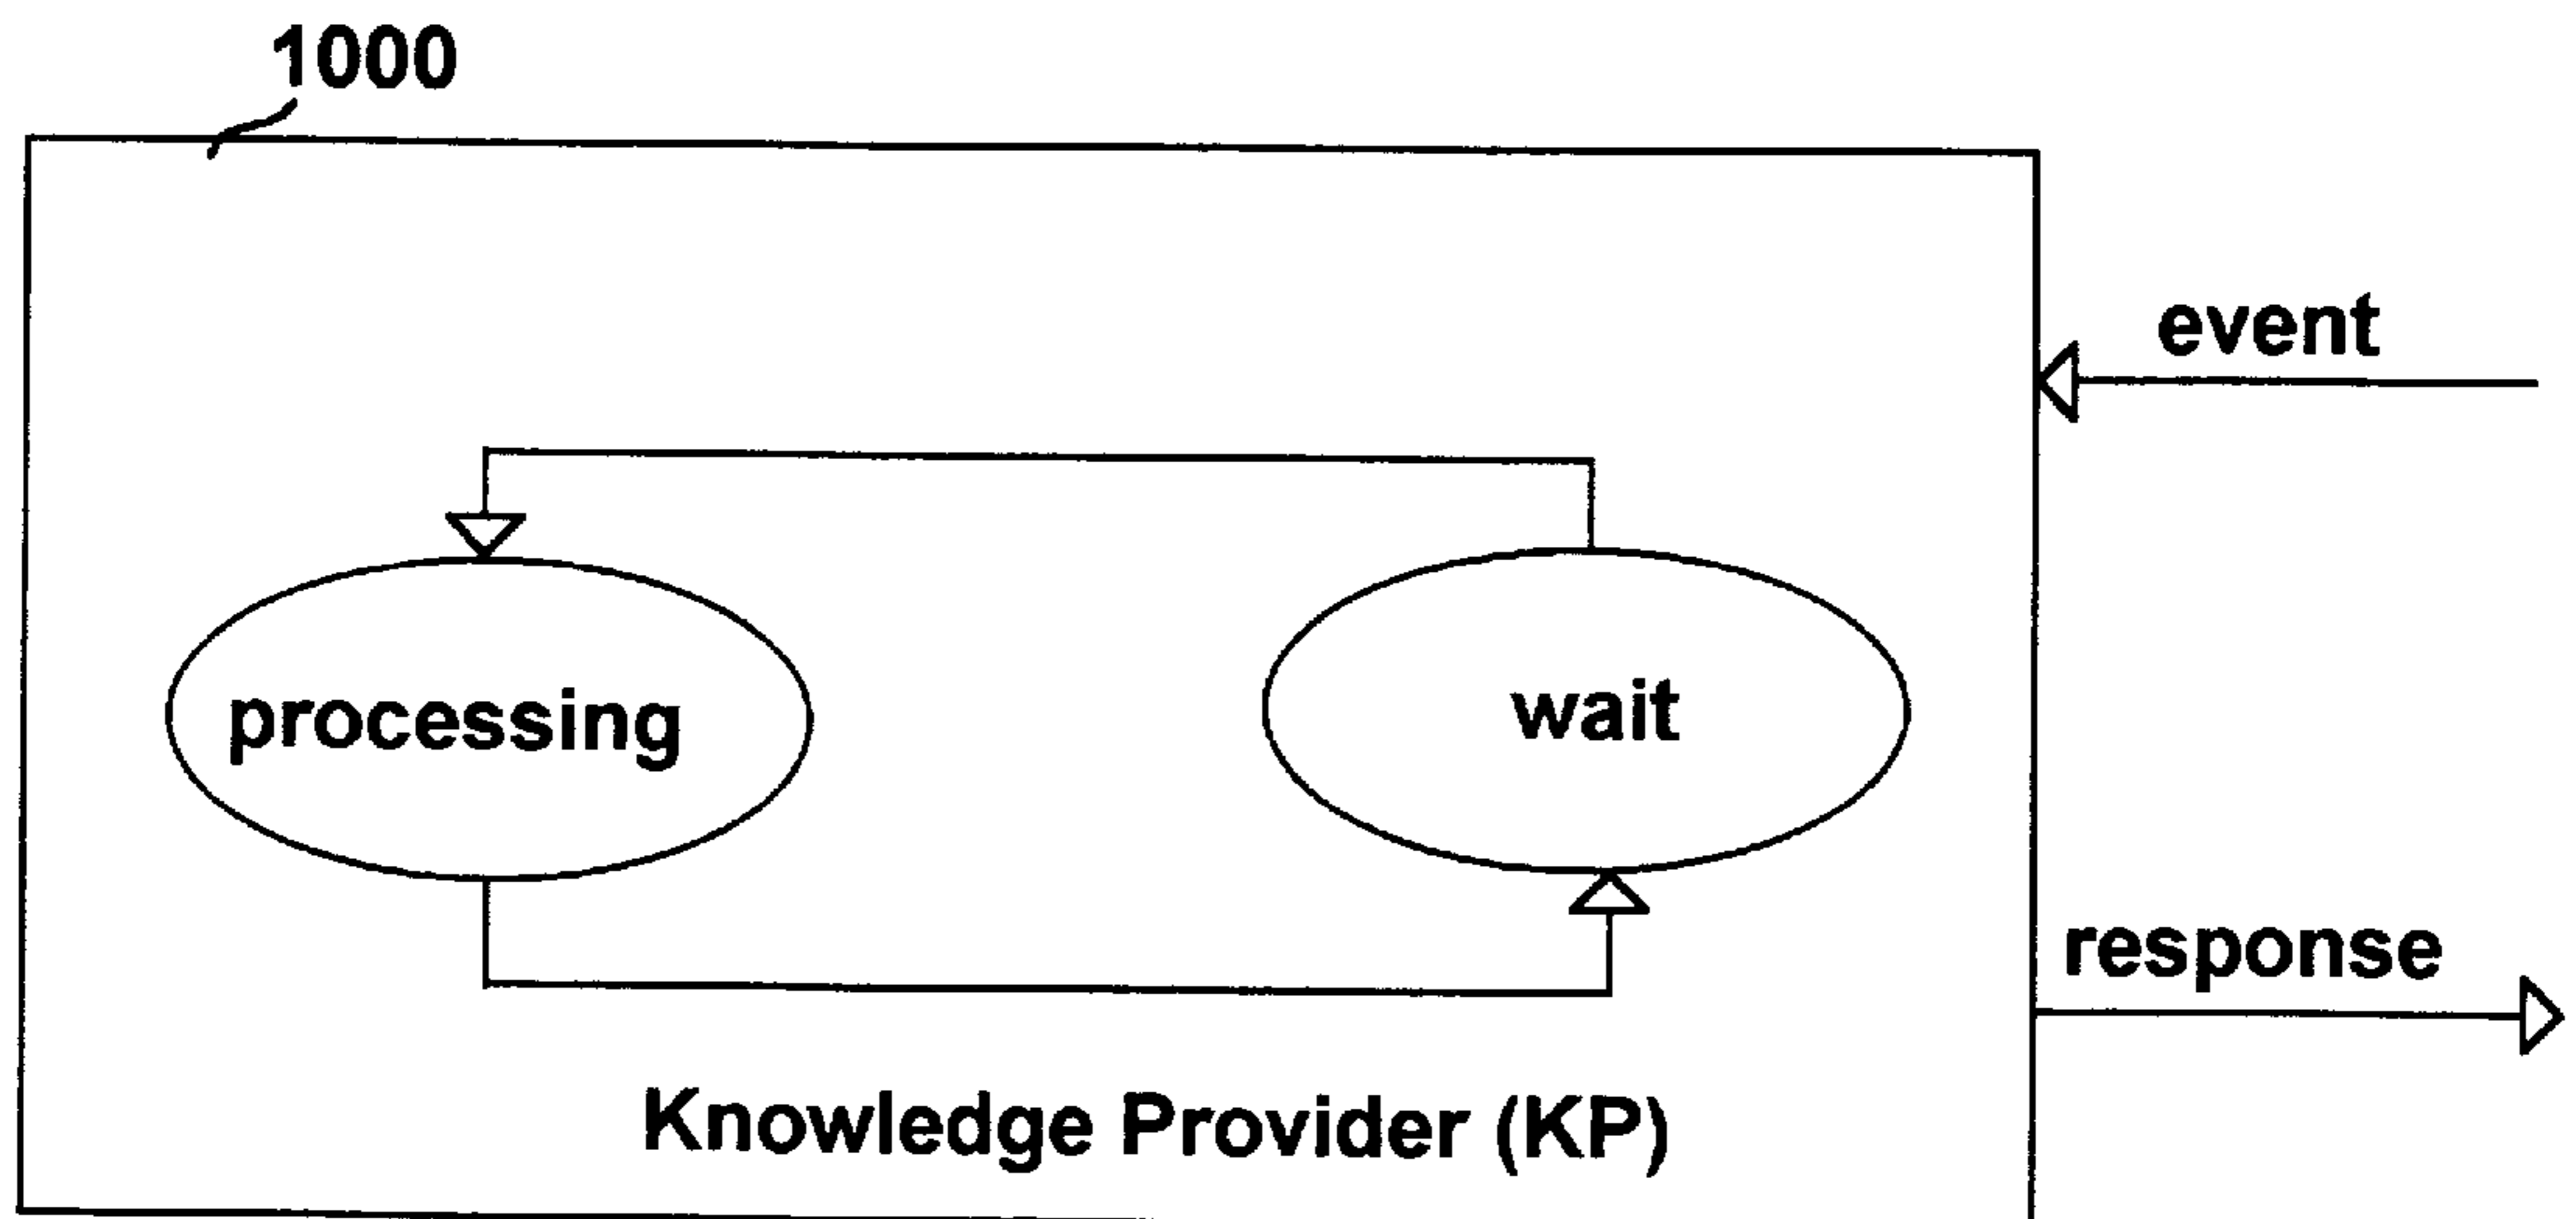 1000
event
processing
wait
response
Knowledge Provider (KP)